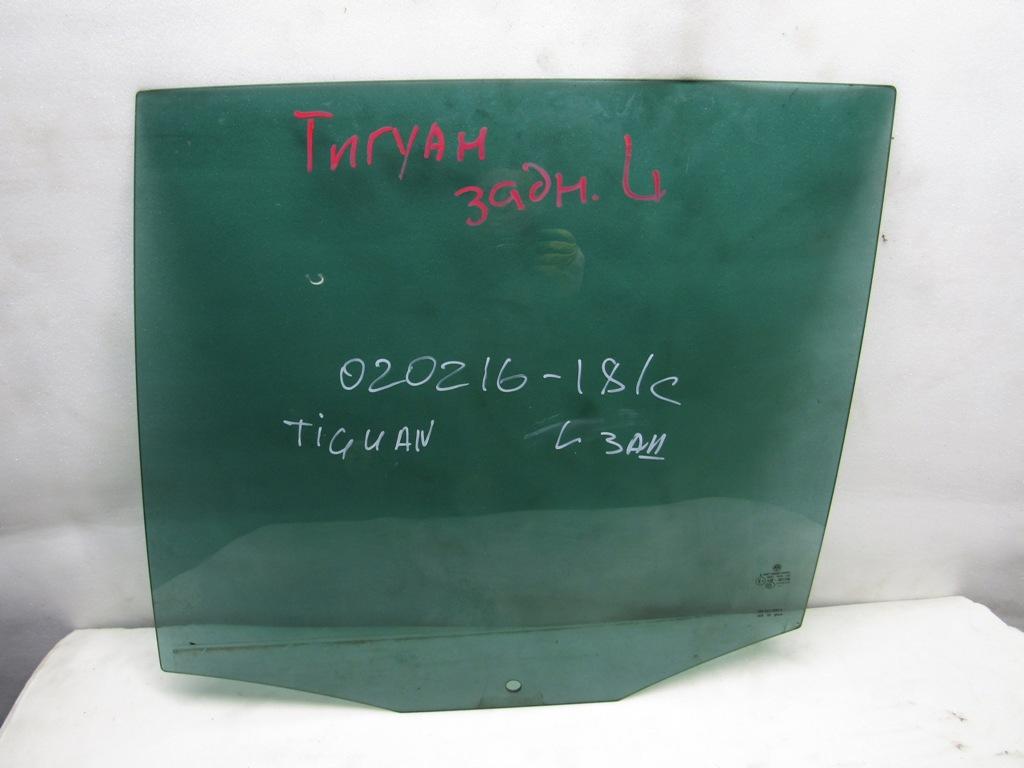 Тигуан
задн. L
020216-18/c
TIGUAN L ЗАД